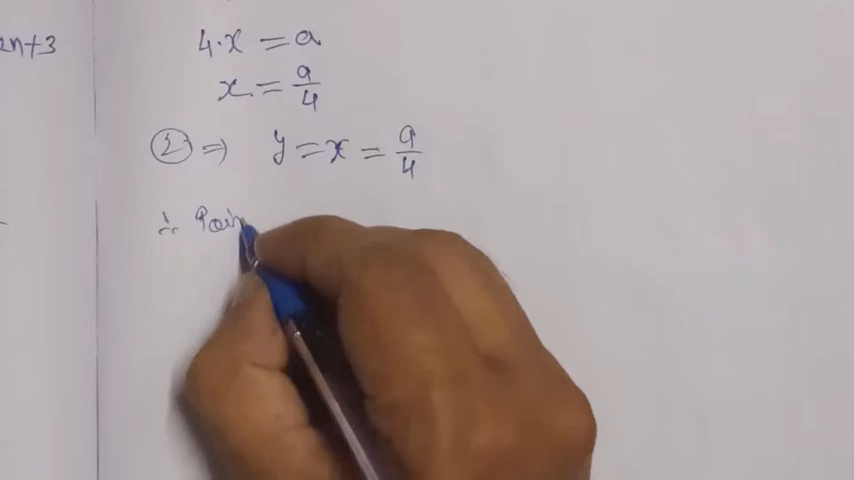 2n+3
4·x = a
x = a/4
② ⇒ y = x = a/4
∴ Poin